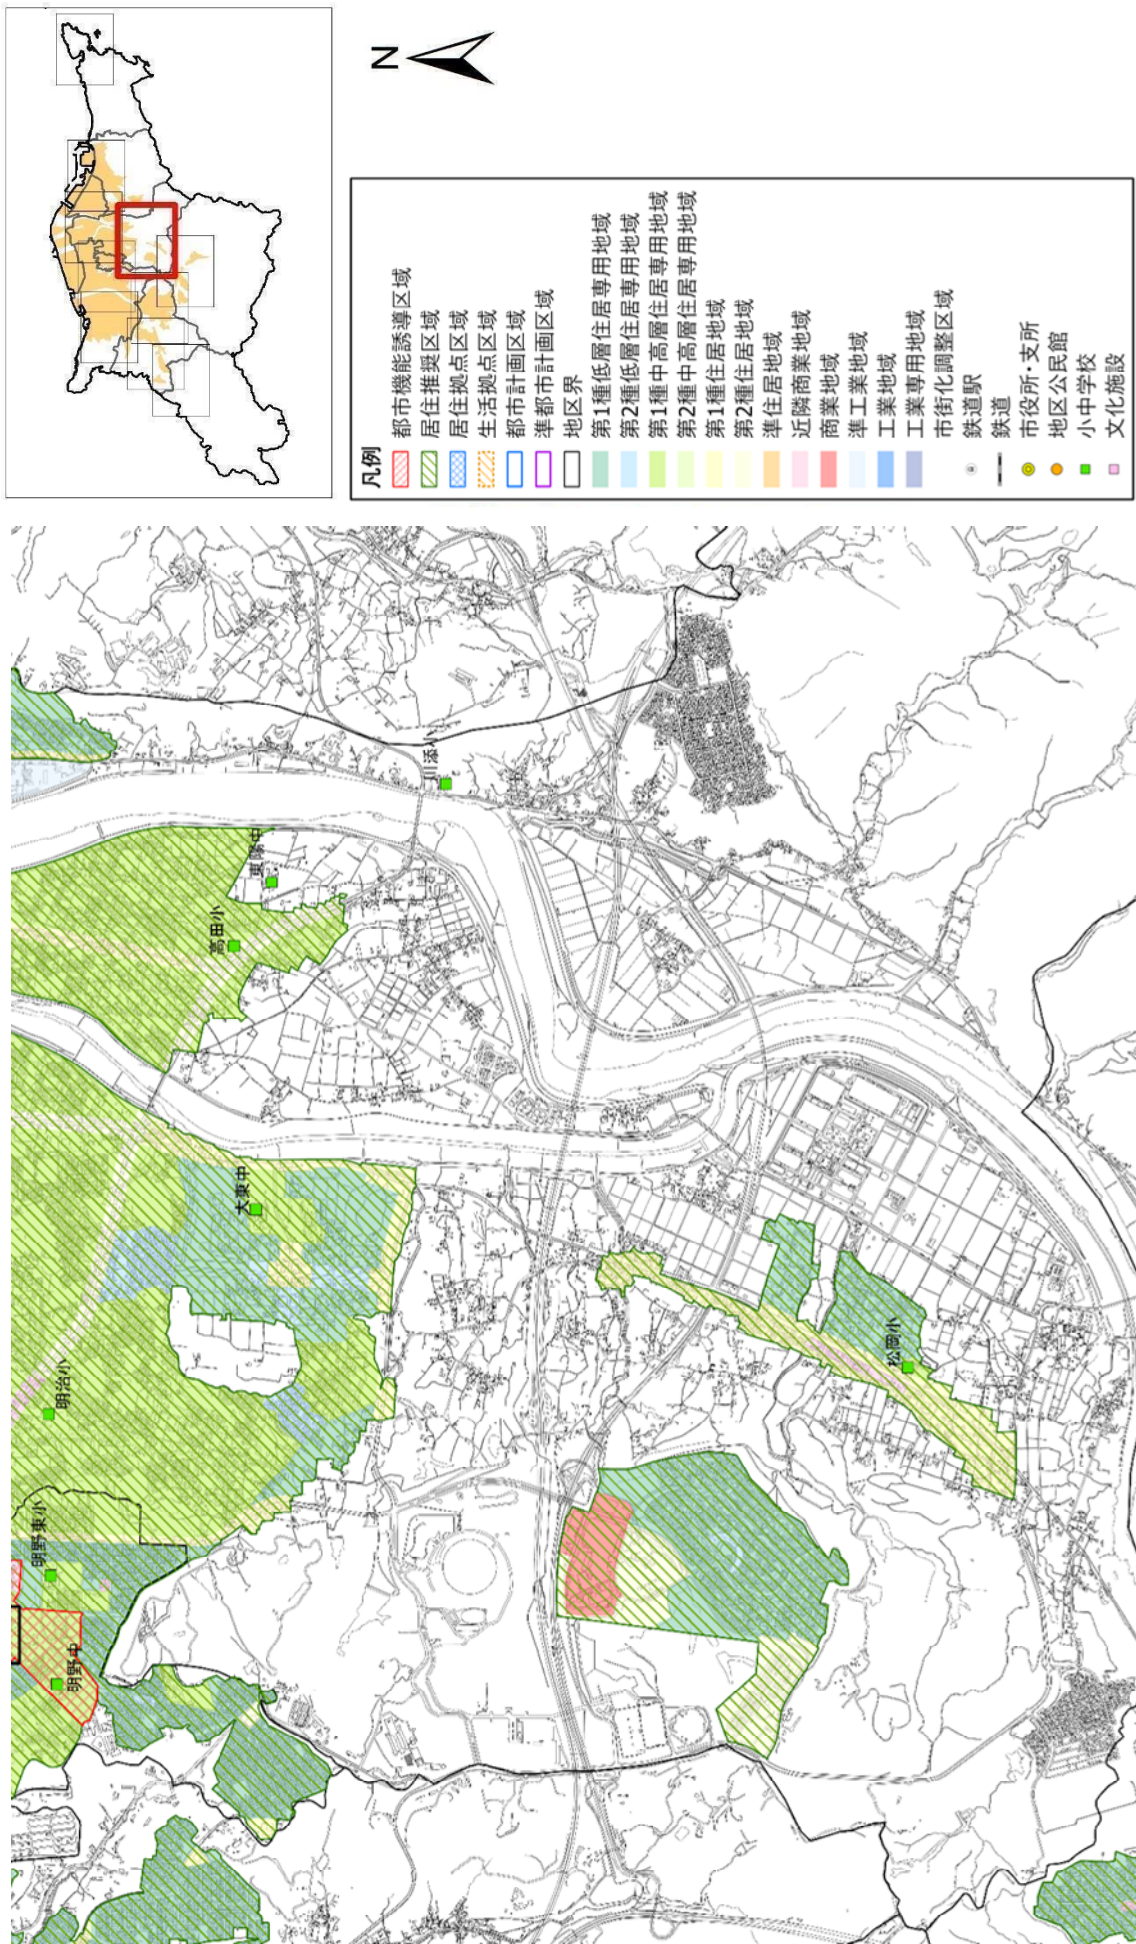 N
凡例
都市機能誘導区域
居住推奨区域
居住拠点区域
生活拠点区域
都市計画区域
準都市計画区域
地区界
第1種低層住居専用地域
第2種低層住居専用地域
第1種中高層住居専用地域
第2種中高層住居専用地域
第1種住居地域
第2種住居地域
準住居地域
近隣商業地域
商業地域
準工業地域
工業地域
工業専用地域
市街化調整区域
鉄道駅
鉄道
市役所・支所
地区公民館
小中学校
文化施設
明野中
明野東小
明治小
大東中
高田小
東陽中
川添小
松岡小